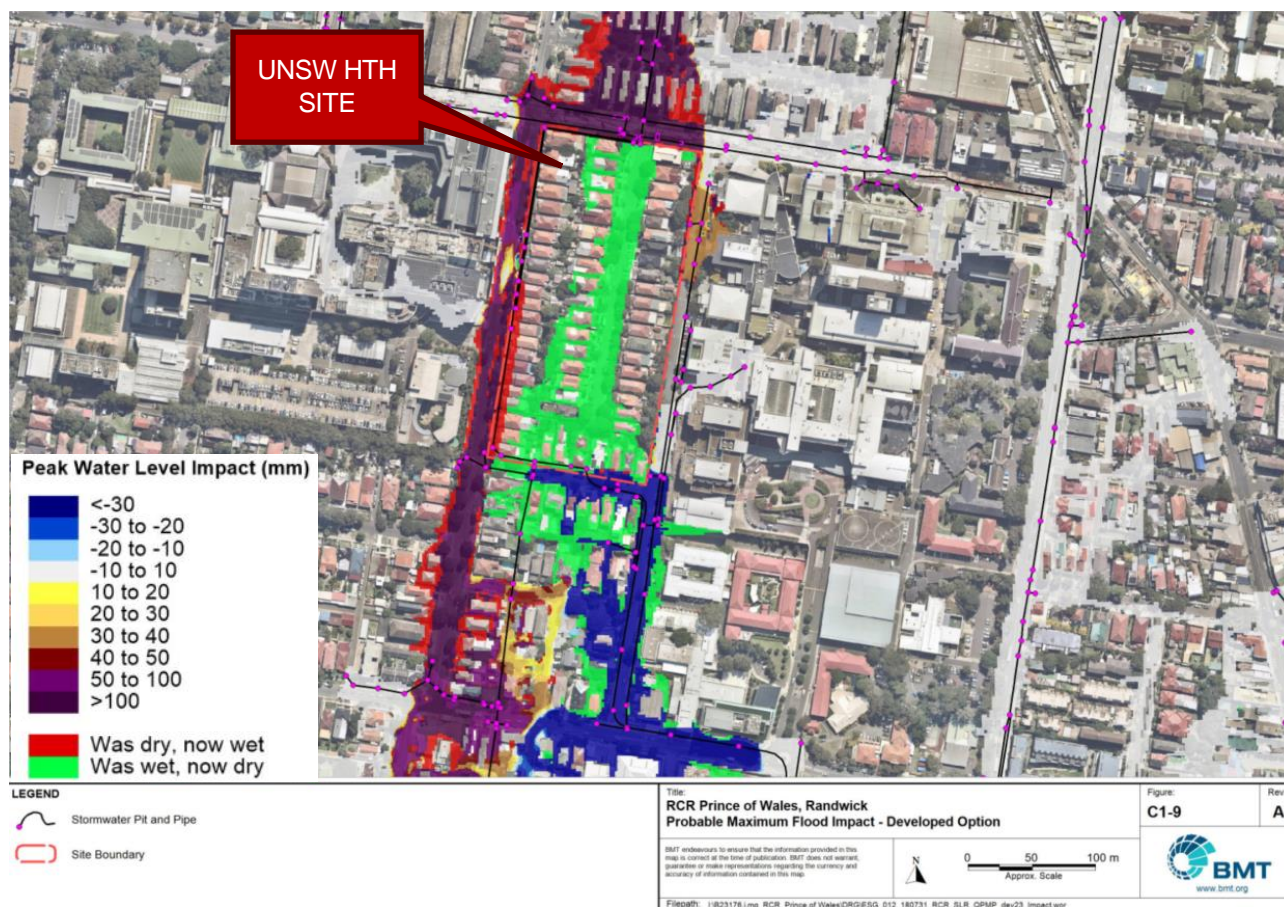 UNSW HTH
SITE
Peak Water Level Impact (mm)
<-30
-30 to -20
-20 to -10
-10 to 10
10 to 20
20 to 30
30 to 40
40 to 50
50 to 100
>100
Was dry, now wet
Was wet, now dry
LEGEND
Stormwater Pit and Pipe
Site Boundary
Title:
RCR Prince of Wales, Randwick
Probable Maximum Flood Impact - Developed Option
BMT endeavours to ensure that the information provided in this
map is correct at the time of publication. BMT does not warrant,
guarantee or make representations regarding the currency and
accuracy of information contained in this map.
N
0 50 100 m
Approx. Scale
Figure:
C1-9
Rev
A
BMT
www.bmt.org
Filepath: